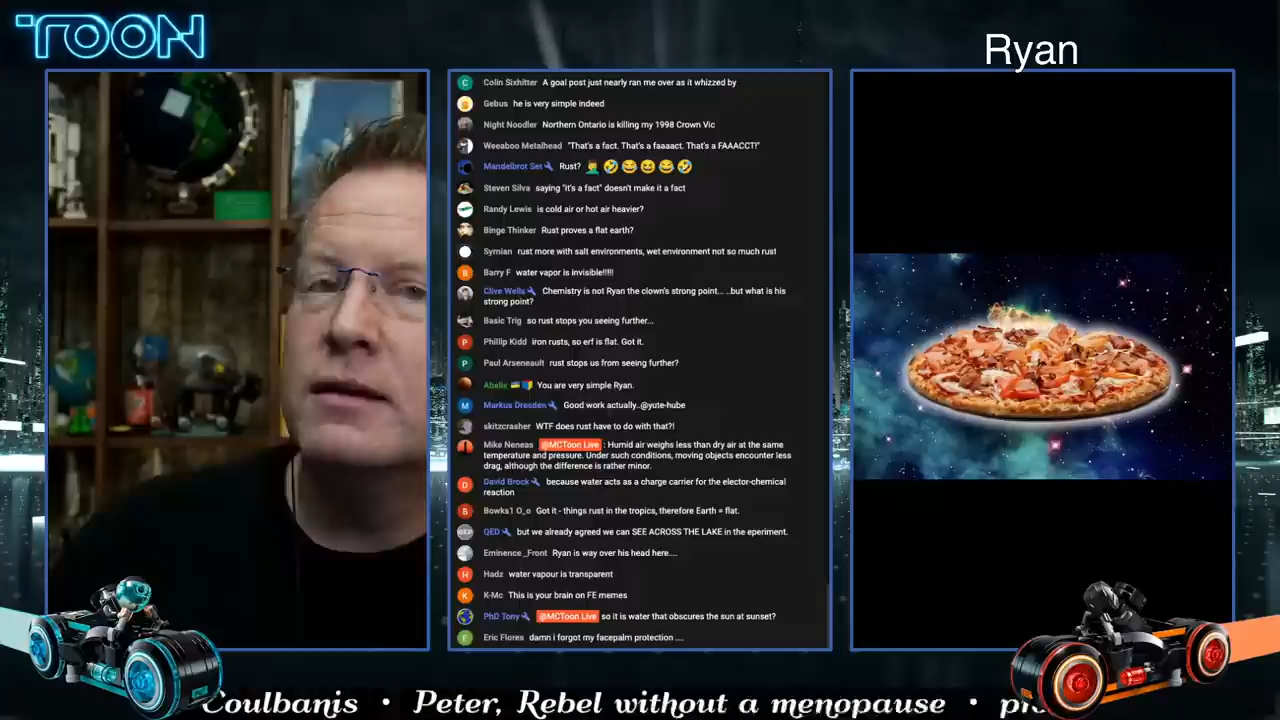 TOON
Ryan
Colin Sixhitter A goal post just nearly ran me over as it whizzed by
Gebus he is very simple indeed
Night Noodler Northern Ontario is killing my 1998 Crown Vic
Weeaboo Metalhead "That's a fact. That's a faaact. That's a FAAACCT!"
Mandelbrot Set Rust? 🤦‍♂️🤣😂😆😂🤣
Steven Silva saying "it's a fact" doesn't make it a fact
Randy Lewis is cold air or hot air heavier?
Binge Thinker Rust proves a flat earth?
Symian rust more with salt environments, wet environment not so much rust
Barry F water vapor is invisible!!!!!
Clive Wells Chemistry is not Ryan the clown's strong point... ..but what is his
strong point?
Basic Trig so rust stops you seeing further...
Phillip Kidd iron rusts, so erf is flat. Got it.
Paul Arseneault rust stops us from seeing further?
Abelic You are very simple Ryan.
Markus Dresden Good work actually..@yute-hube
skitzcrasher WTF does rust have to do with that?!
Mike Neneas @MCToon Live : Humid air weighs less than dry air at the same
temperature and pressure. Under such conditions, moving objects encounter less
drag, although the difference is rather minor.
David Brock because water acts as a charge carrier for the elector-chemical
reaction
Bowks1 O_o Got it - things rust in the tropics, therefore Earth = flat.
QED but we already agreed we can SEE ACROSS THE LAKE in the eperiment.
Eminence_Front Ryan is way over his head here....
Hadz water vapour is transparent
K-Mc This is your brain on FE memes
PhD Tony @MCToon Live so it is water that obscures the sun at sunset?
Eric Flores damn i forgot my facepalm protection ....
Coulbanis • Peter, Rebel without a menopause •